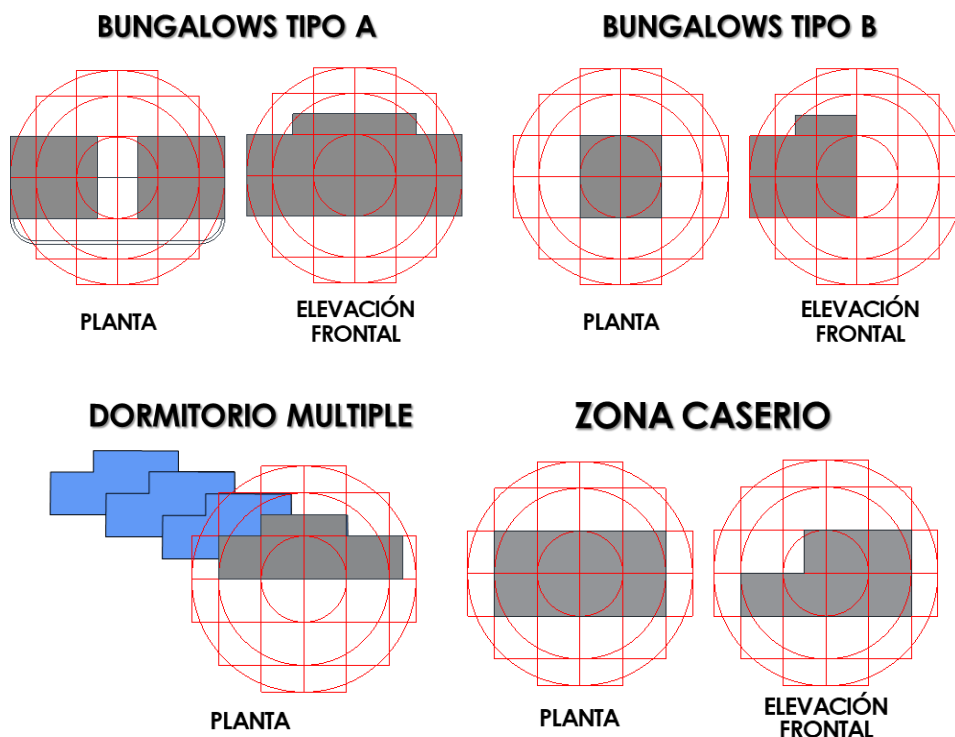 BUNGALOWS TIPO A
BUNGALOWS TIPO B
PLANTA
ELEVACIÓN
FRONTAL
PLANTA
ELEVACIÓN
FRONTAL
DORMITORIO MULTIPLE
ZONA CASERIO
PLANTA
PLANTA
ELEVACIÓN
FRONTAL